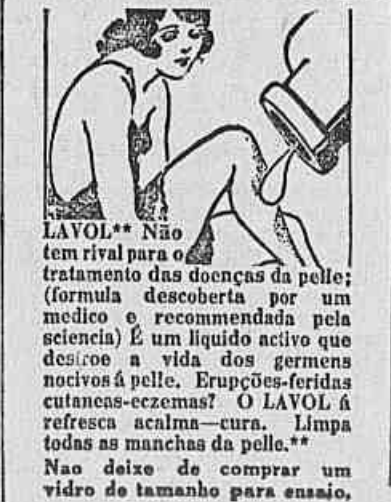 LAVOL** Não
tem rival para o
tratamento das doenças da pelle;
(formula descoberta por um
medico e recommendada pela
sciencia) É um liquido activo que
destroe a vida dos germens
nocivos á pelle. Erupções-feridas
cutaneas-eczemas? O LAVOL á
refresca acalma—cura. Limpa
todas as manchas da pelle.**
Nao deixe de comprar um
vidro de tamanho para ensaio.